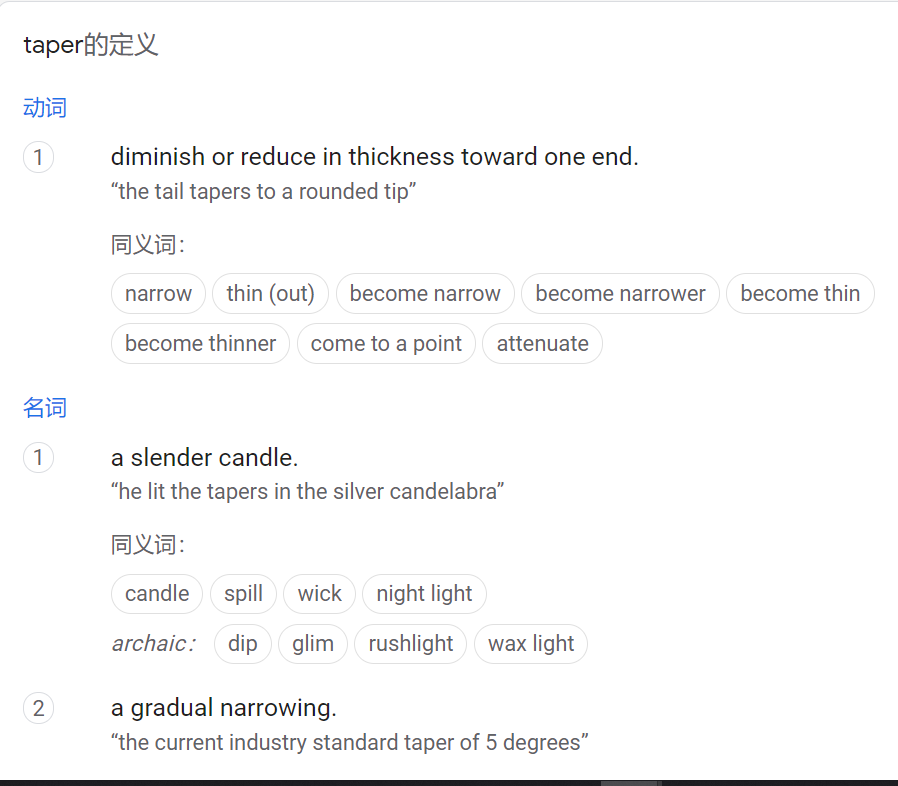 taper的定义
动词
1 diminish or reduce in thickness toward one end.
“the tail tapers to a rounded tip”
同义词：
narrow thin (out) become narrow become narrower become thin
become thinner come to a point attenuate
名词
1 a slender candle.
“he lit the tapers in the silver candelabra”
同义词：
candle spill wick night light
archaic： dip glim rushlight wax light
2 a gradual narrowing.
“the current industry standard taper of 5 degrees”